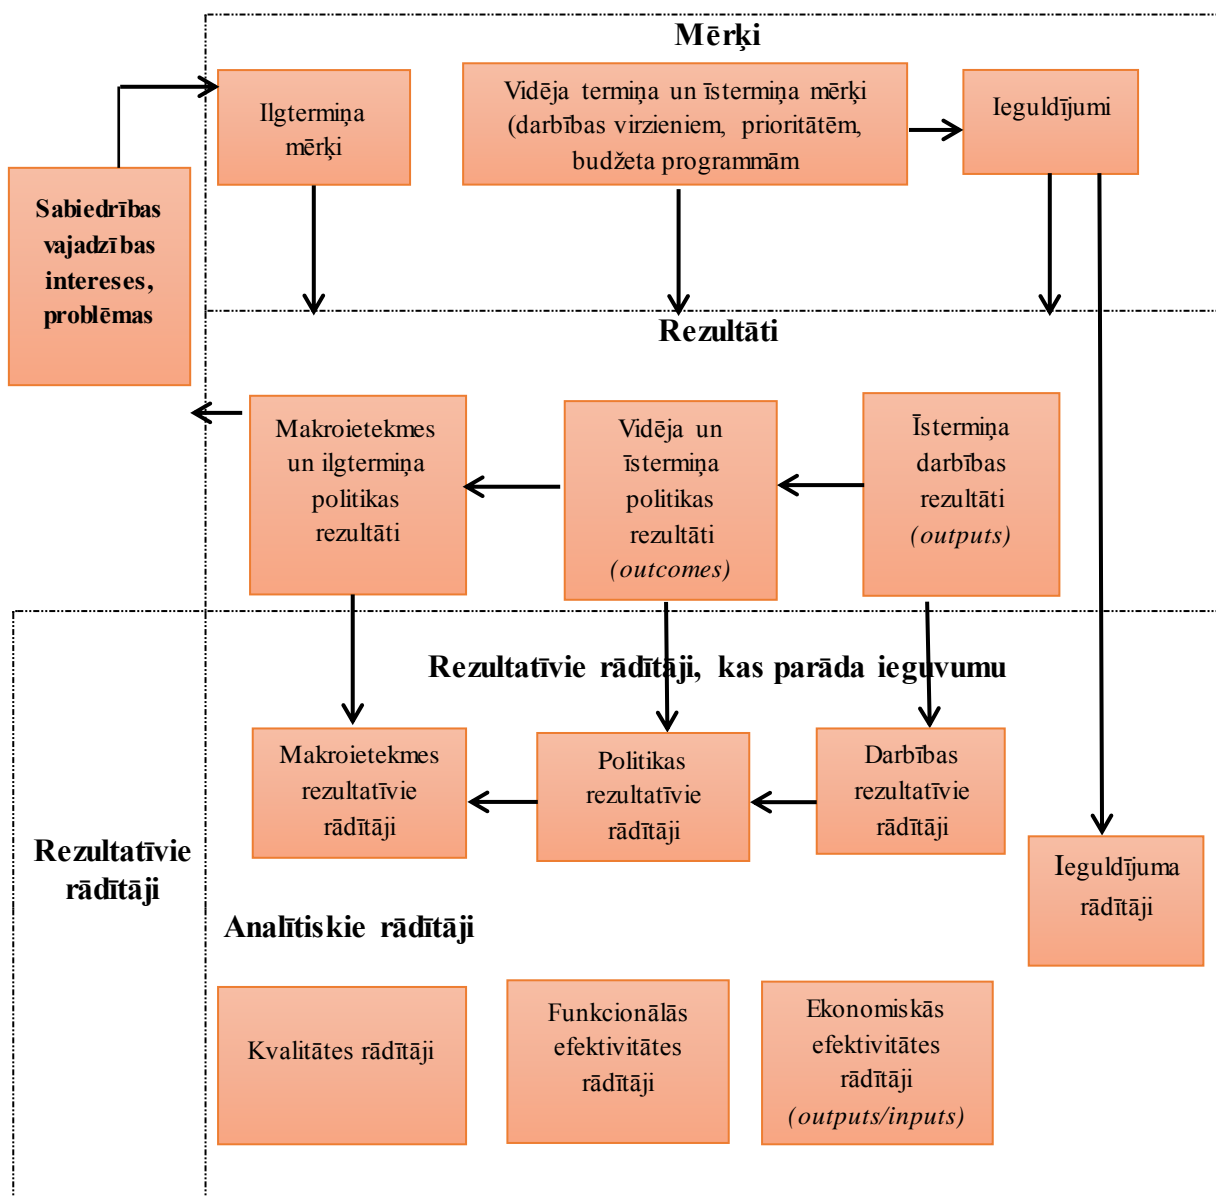 Mērķi
Ilgtermiņa
mērķi
Vidēja termiņa un īstermiņa mērķi
(darbības virzieniem, prioritātēm,
budžeta programmām
Ieguldījumi
Sabiedrības
vajadzības
intereses,
problēmas
Rezultāti
Makroietekmes
un ilgtermiņa
politikas
rezultāti
Vidēja un
īstermiņa
politikas
rezultāti
(outcomes)
Īstermiņa
darbības
rezultāti
(outputs)
Rezultatīvie rādītāji, kas parāda ieguvumu
Makroietekmes
rezultatīvie
rādītāji
Politikas
rezultatīvie
rādītāji
Darbības
rezultatīvie
rādītāji
Ieguldījuma
rādītāji
Rezultatīvie
rādītāji
Analītiskie rādītāji
Kvalitātes rādītāji
Funkcionālās
efektivitātes
rādītāji
Ekonomiskās
efektivitātes
rādītāji
(outputs/inputs)